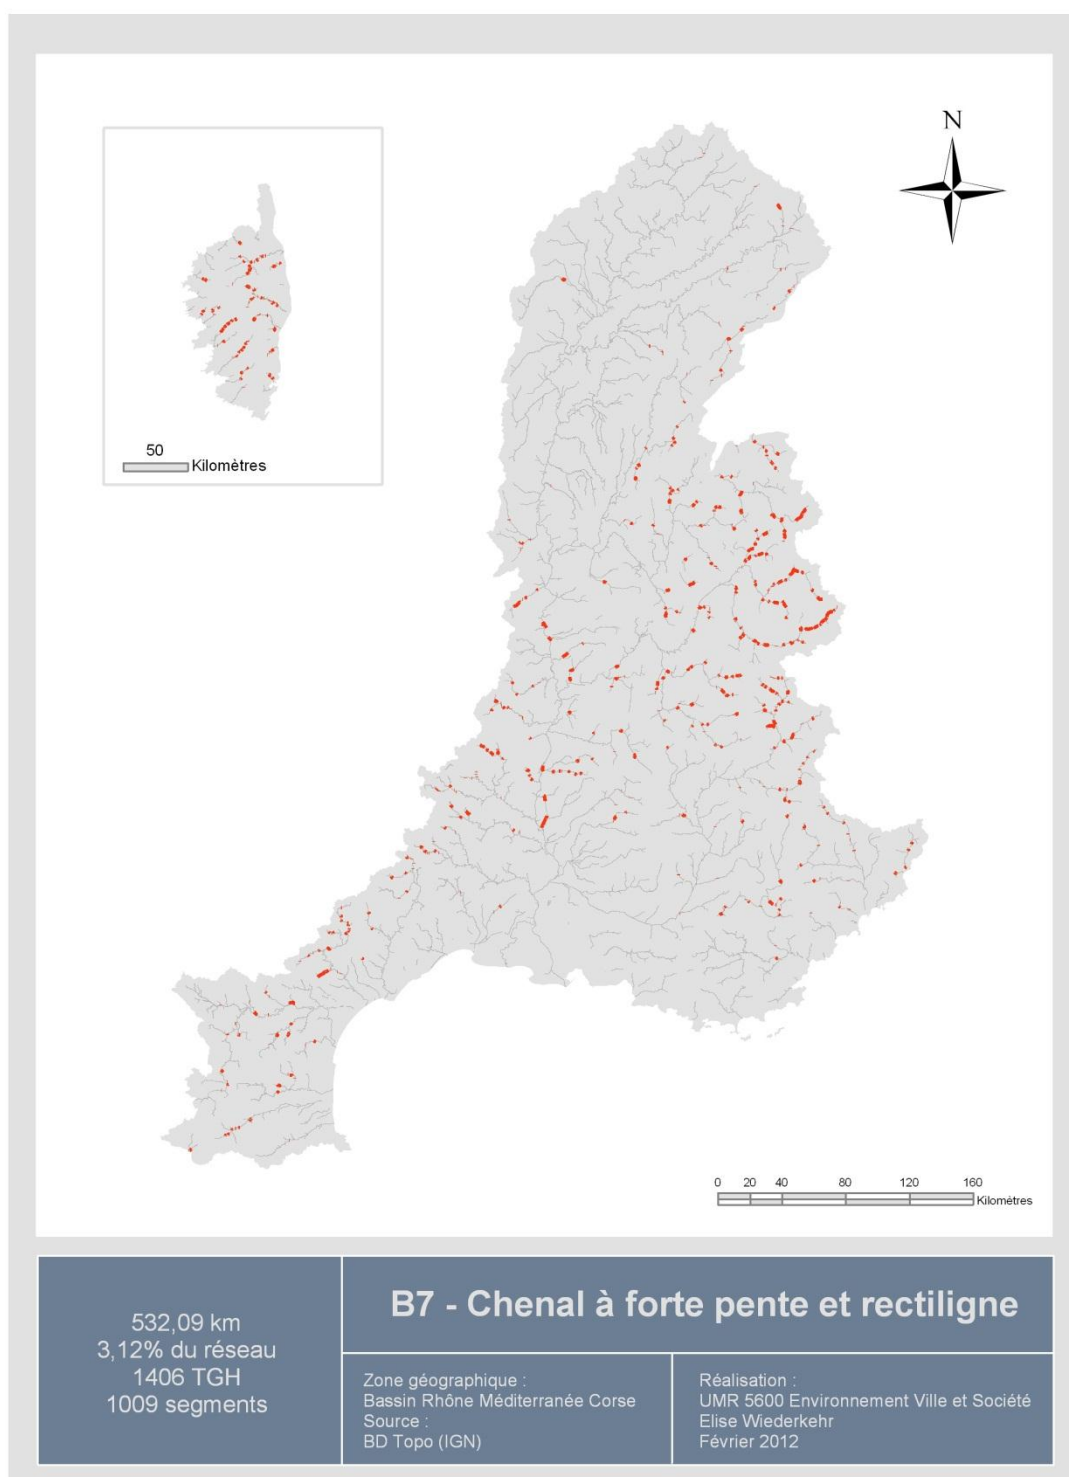 N
50
Kilomètres
0 20 40 80 120 160
Kilométres
532,09 km
3,12% du réseau
1406 TGH
1009 segments
B7 - Chenal à forte pente et rectiligne
Zone géographique :
Bassin Rhône Méditerranée Corse
Source :
BD Topo (IGN)
Réalisation :
UMR 5600 Environnement Ville et Société
Elise Wiederkehr
Février 2012